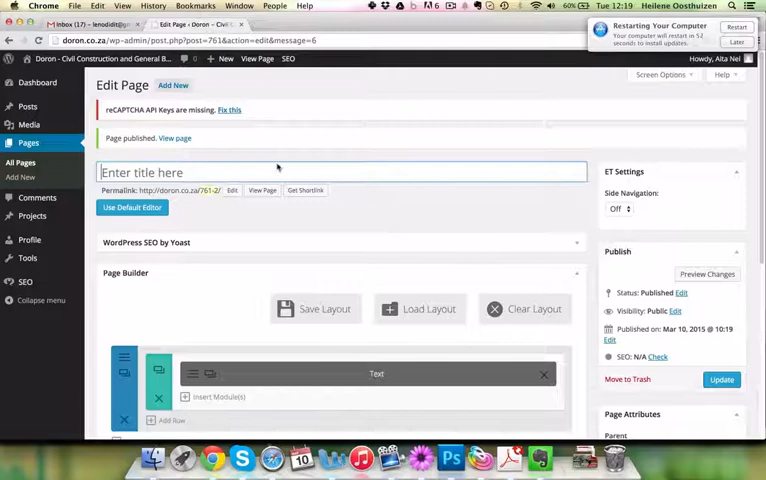 Chrome File Edit View History Bookmarks Window People Help
60% Tue 12:19 Heilene Oosthuizen
Inbox (17) – lenodidit@gm
Edit Page ‹ Doron – Civil C
Restarting Your Computer
Your computer will restart in 52
seconds to install updates.
Restart
Later
doron.co.za/wp-admin/post.php?post=761&action=edit&message=6
Doron - Civil Construction and General B...
0
New
View Page
SEO
Howdy, Alta Nel
Dashboard
Posts
Media
Pages
All Pages
Add New
Comments
Projects
Profile
Tools
SEO
Collapse menu
Screen Options
Help
Edit Page Add New
reCAPTCHA API Keys are missing. Fix this
Page published. View page
Enter title here
Permalink: http://doron.co.za/761-2/ Edit View Page Get Shortlink
Use Default Editor
WordPress SEO by Yoast
Page Builder
Save Layout
Load Layout
Clear Layout
Text
Insert Module(s)
Add Row
ET Settings
Side Navigation:
Off
Publish
Preview Changes
Status: Published Edit
Visibility: Public Edit
Published on: Mar 10, 2015 @ 10:19
Edit
SEO: N/A Check
Move to Trash
Update
Page Attributes
Parent
10
Ps